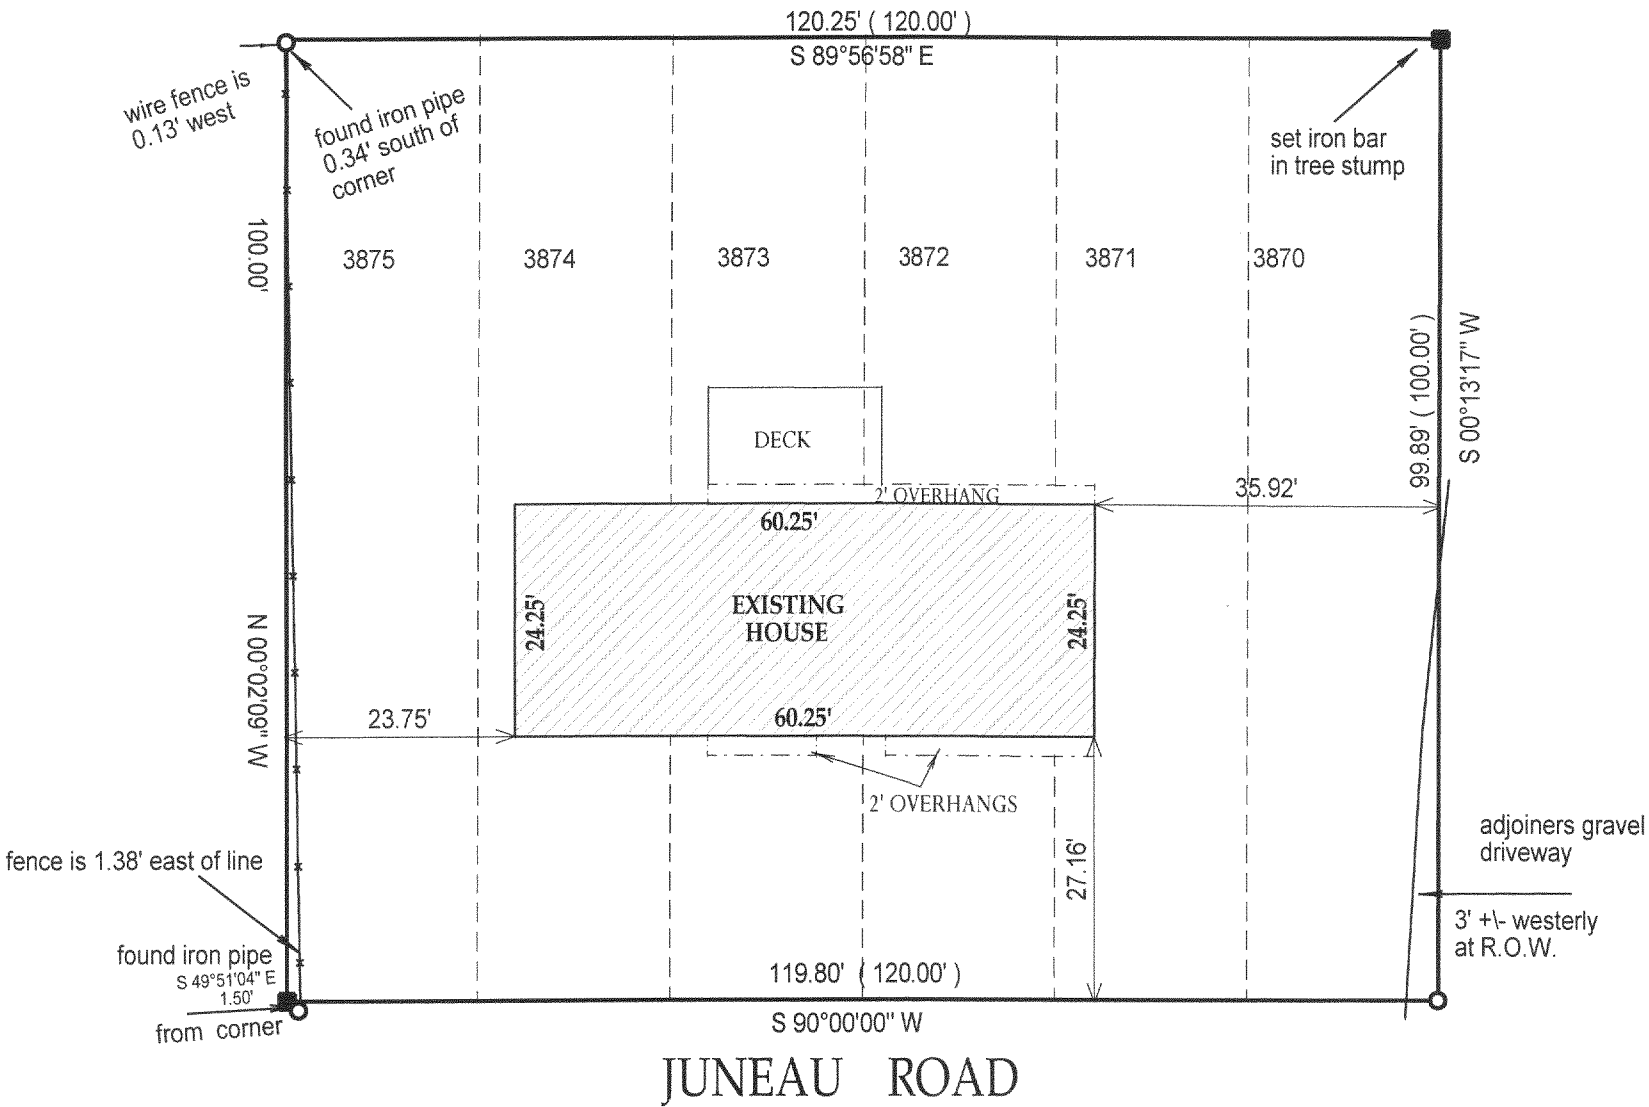 120.25' ( 120.00' )
S 89°56'58" E
wire fence is
0.13' west
found iron pipe
0.34' south of
corner
set iron bar
in tree stump
100.00'
N 00°02'09" W
3875
3874
3873
3872
3871
3870
99.89' ( 100.00' )
S 00°13'17" W
DECK
2' OVERHANG
35.92'
60.25'
24.25'
EXISTING
HOUSE
24.25'
60.25'
23.75'
2' OVERHANGS
27.16'
adjoiners gravel
driveway
3' +\- westerly
at R.O.W.
fence is 1.38' east of line
found iron pipe
S 49°51'04" E
1.50'
from corner
119.80' ( 120.00' )
S 90°00'00" W
JUNEAU ROAD